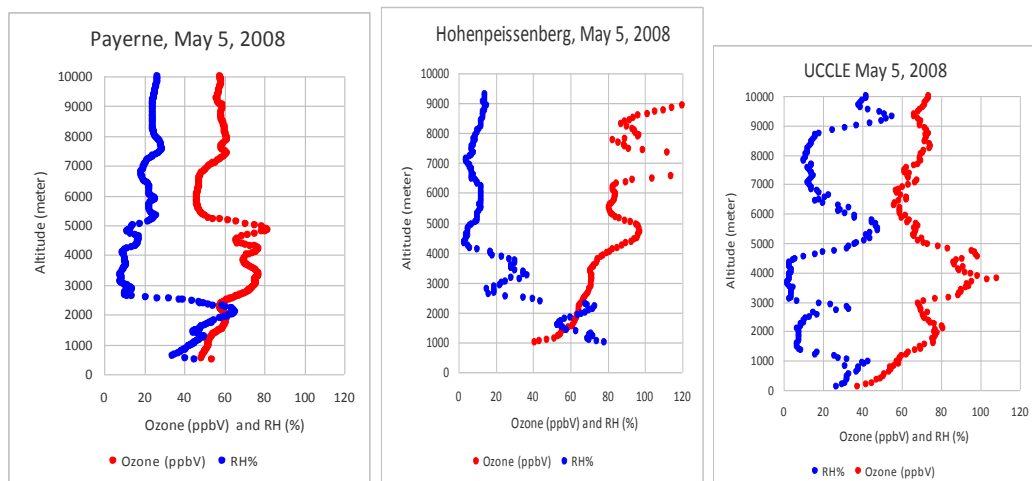 Payerne, May 5, 2008
10000
9000
8000
7000
6000
5000
4000
3000
2000
1000
0
Altitude (meter)
0 20 40 60 80 100 120
Ozone (ppbV) and RH (%)
Ozone (ppbV) RH%
Hohenpeissenberg, May 5, 2008
10000
9000
8000
7000
6000
5000
4000
3000
2000
1000
0
Altitude (meter)
0 20 40 60 80 100 120
Ozone (ppbV) and RH (%)
Ozone (ppbV) RH%
UCCLE May 5, 2008
10000
9000
8000
7000
6000
5000
4000
3000
2000
1000
0
Altitude (meter)
0 20 40 60 80 100 120
Ozone (ppbV) and RH (%)
RH% Ozone (ppbV)